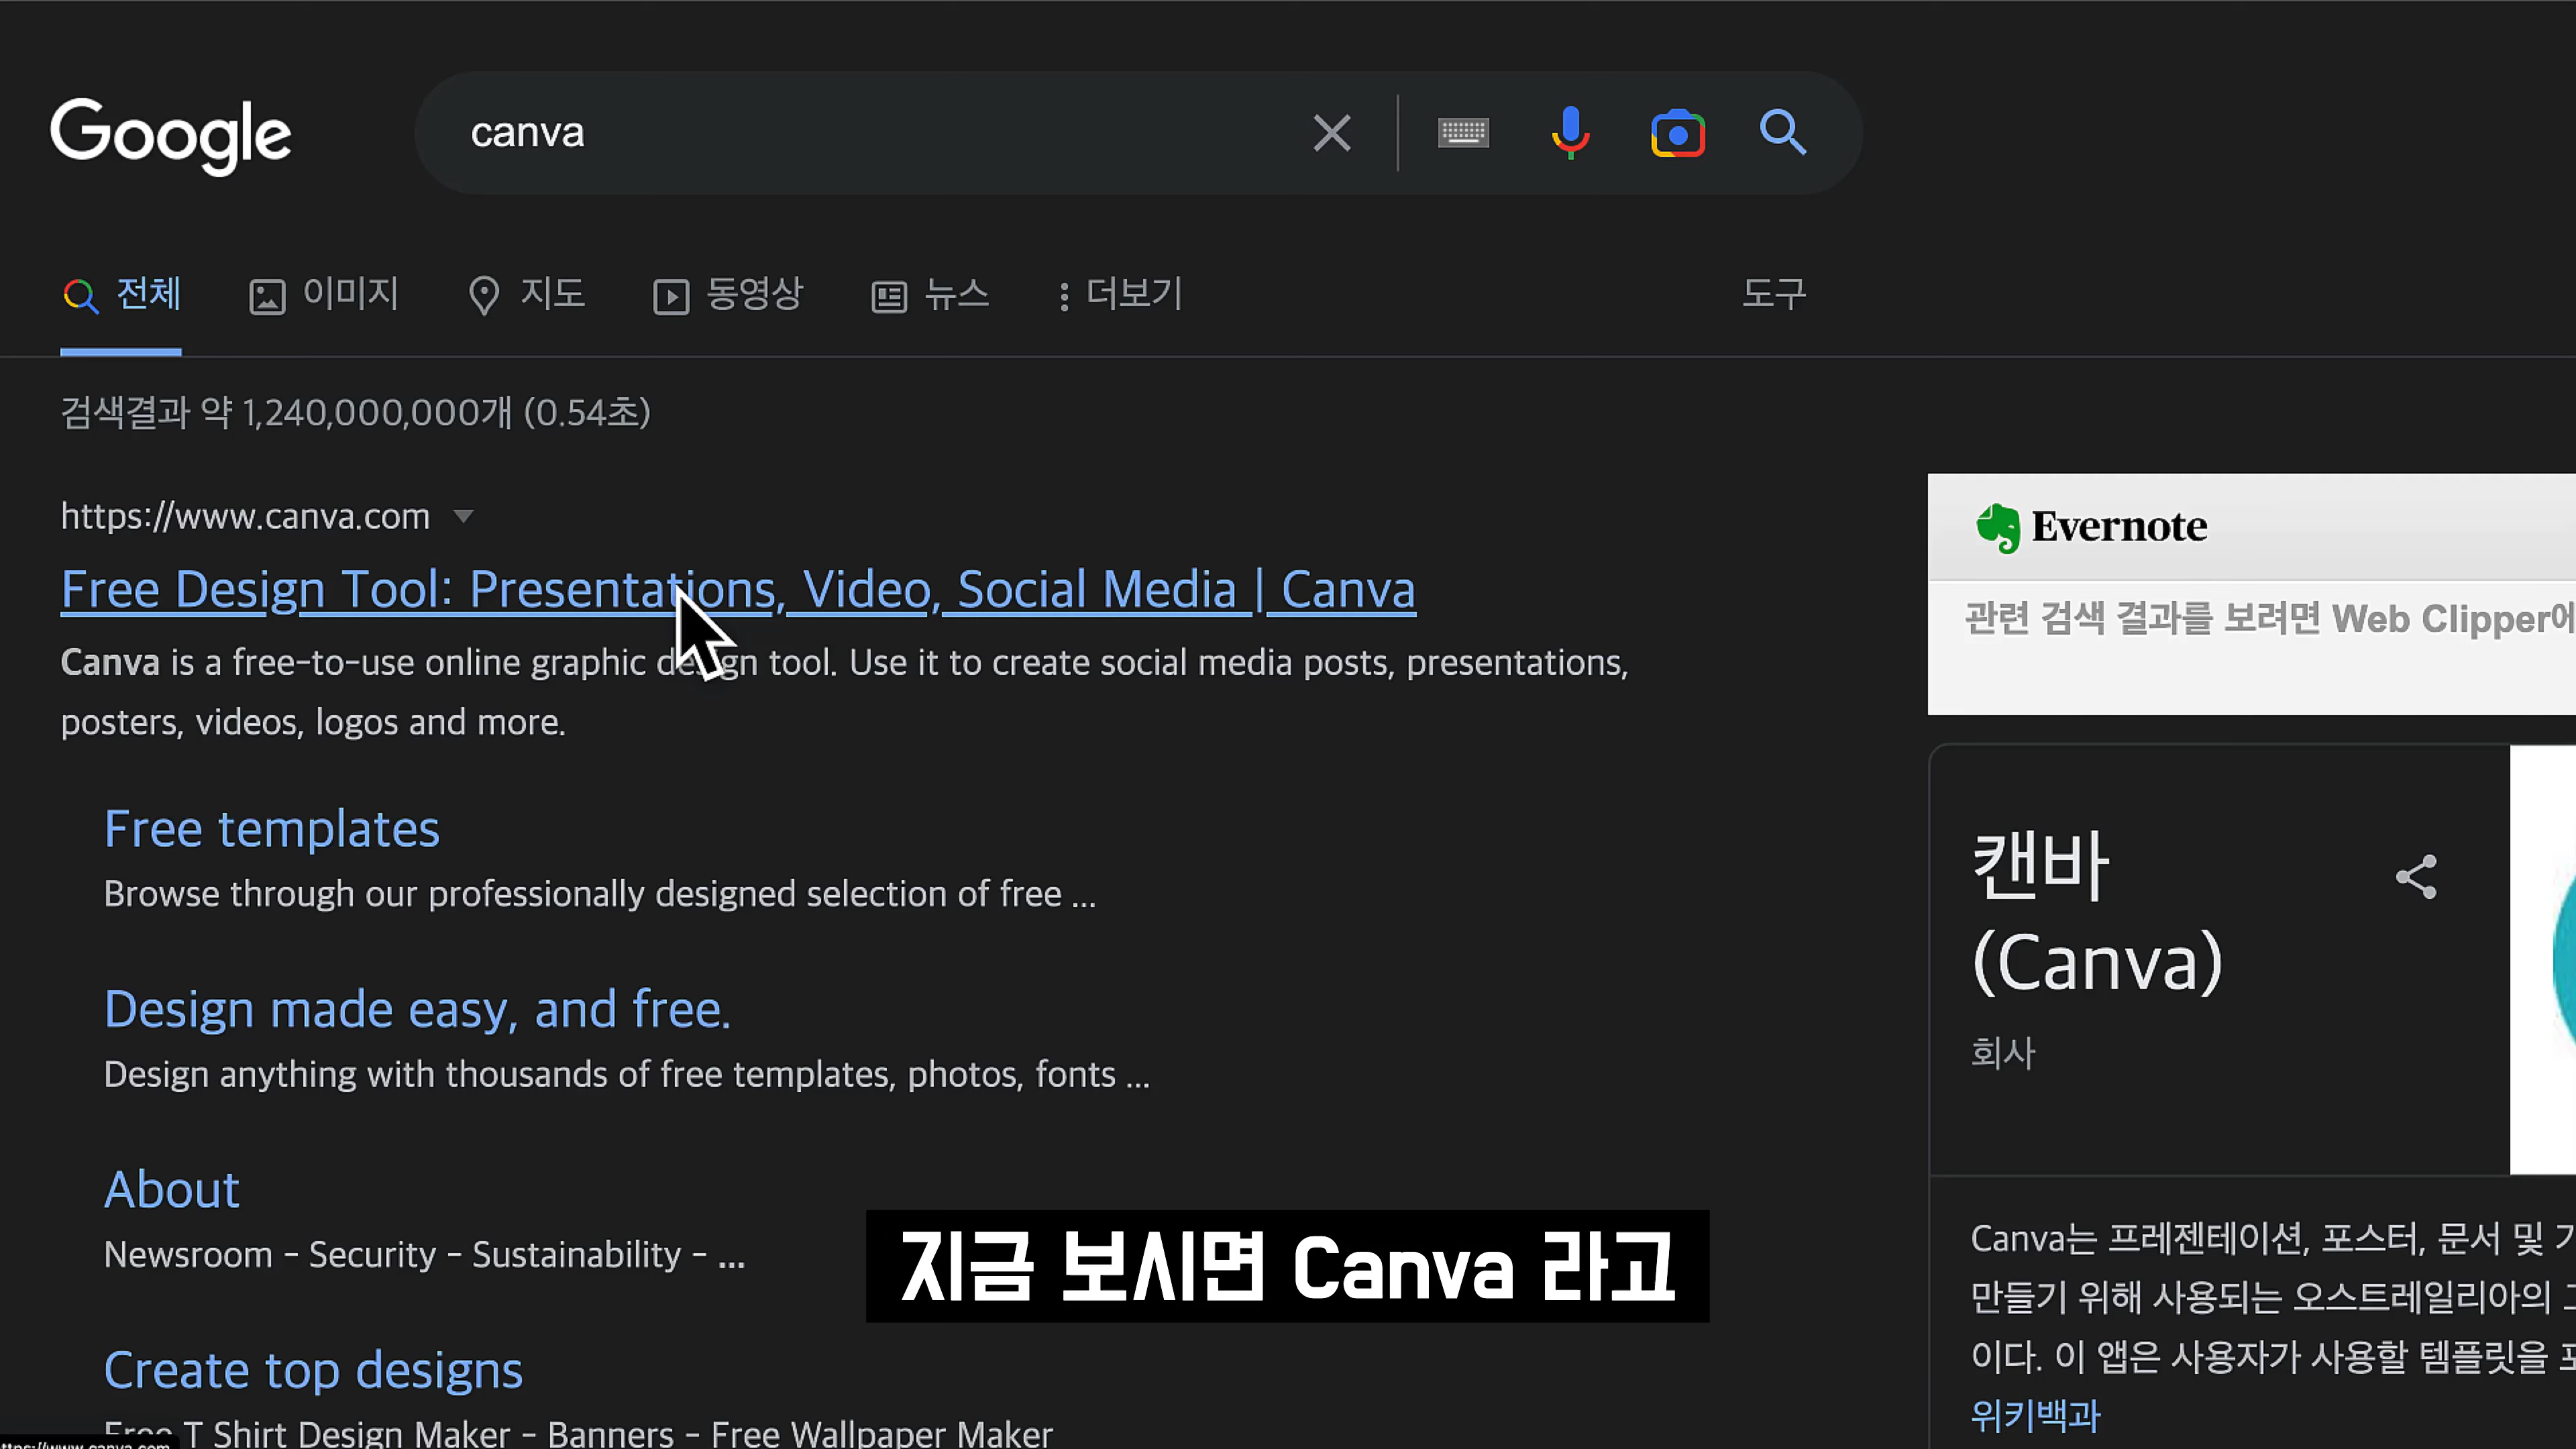 Google
canva
전체
이미지
지도
동영상
뉴스
더보기
도구
검색결과 약 1,240,000,000개 (0.54초)
https://www.canva.com
Free Design Tool: Presentations, Video, Social Media | Canva
Canva is a free-to-use online graphic design tool. Use it to create social media posts, presentations,
posters, videos, logos and more.
Free templates
Browse through our professionally designed selection of free ...
Design made easy, and free.
Design anything with thousands of free templates, photos, fonts ...
About
Newsroom - Security - Sustainability - ...
Create top designs
Free T Shirt Design Maker - Banners - Free Wallpaper Maker
Evernote
관련 검색 결과를 보려면 Web Clipper에
캔바
(Canva)
회사
Canva는 프레젠테이션, 포스터, 문서 및
만들기 위해 사용되는 오스트레일리아의
이다. 이 앱은 사용자가 사용할 템플릿을
위키백과
지금 보시면 Canva 라고